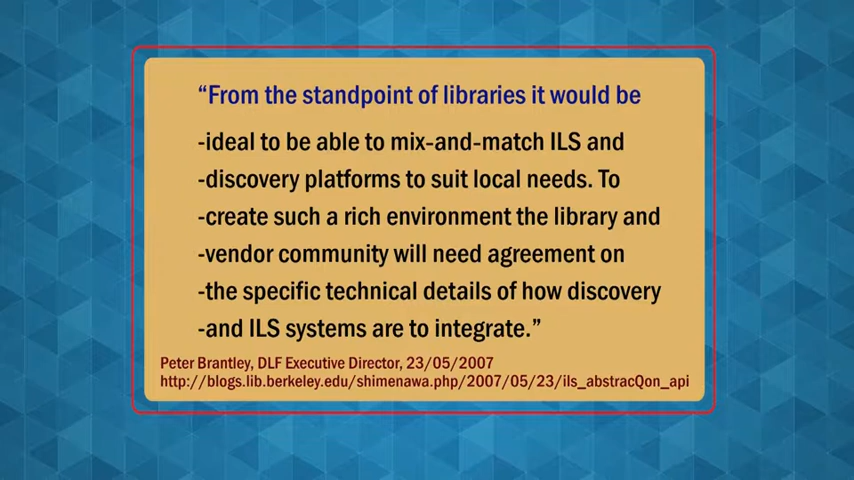 “From the standpoint of libraries it would be
-ideal to be able to mix-and-match ILS and
-discovery platforms to suit local needs. To
-create such a rich environment the library and
-vendor community will need agreement on
-the specific technical details of how discovery
-and ILS systems are to integrate.”
Peter Brantley, DLF Executive Director, 23/05/2007
http://blogs.lib.berkeley.edu/shimenawa.php/2007/05/23/ils_abstracQon_api